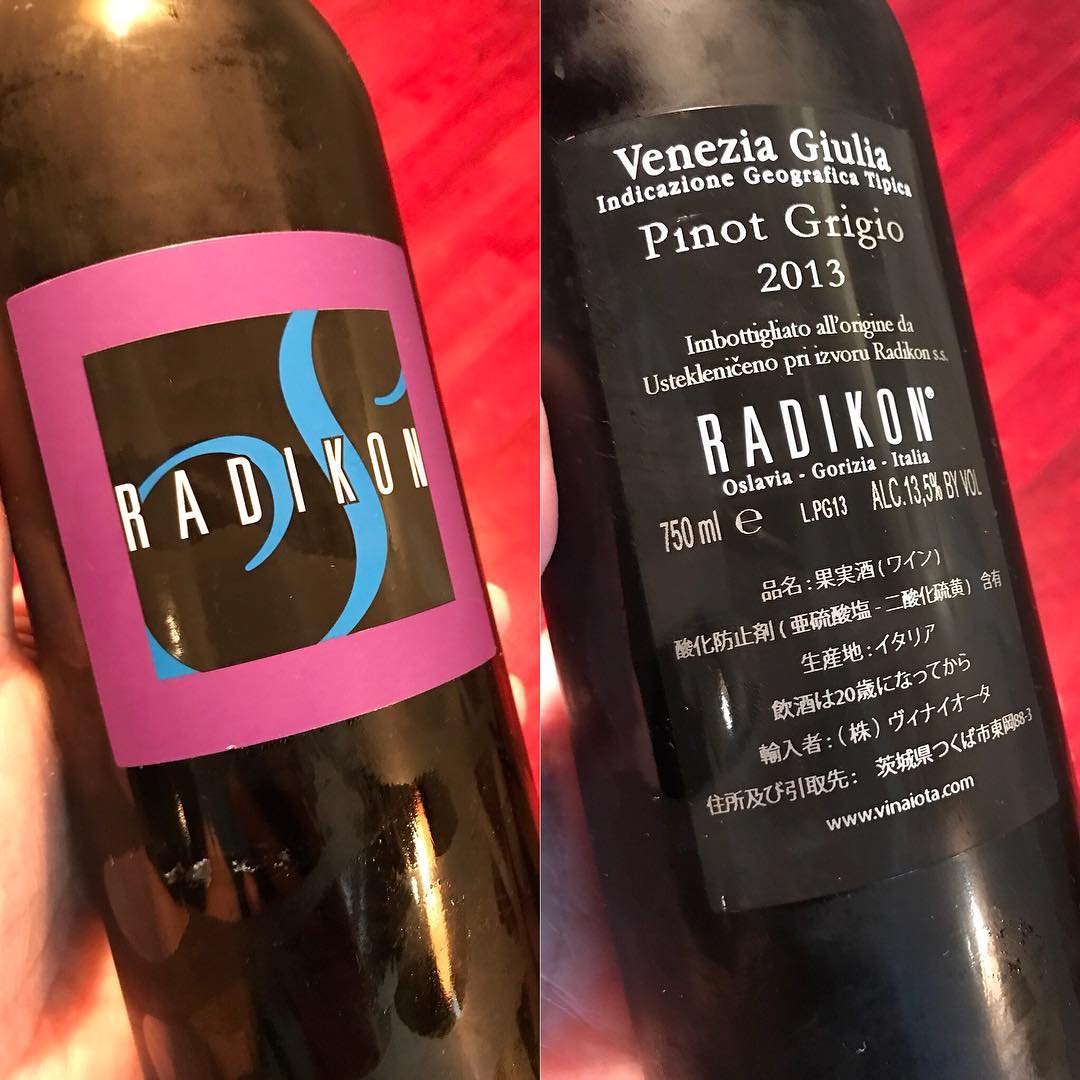 RADIKON
Venezia Giulia
Indicazione Geografica Tipica
Pinot Grigio
2013
Imbottigliato all'origine da
Ustekleničeno pri izvoru Radikon s.s.
RADIKON®
Oslavia - Gorizia - Italia
750 ml e L.PG13 ALC.13,5% BY VOL
品名 : 果実酒 (ワイン)
酸化防止剤 ( 亜硫酸塩 - 二酸化硫黄) 含有
生産地 : イタリア
飲酒は20歳になってから
輸入者 : (株) ヴィナイオータ
住所及び引取先 : 茨城県つくば市東岡88-3
www.vinaiota.com